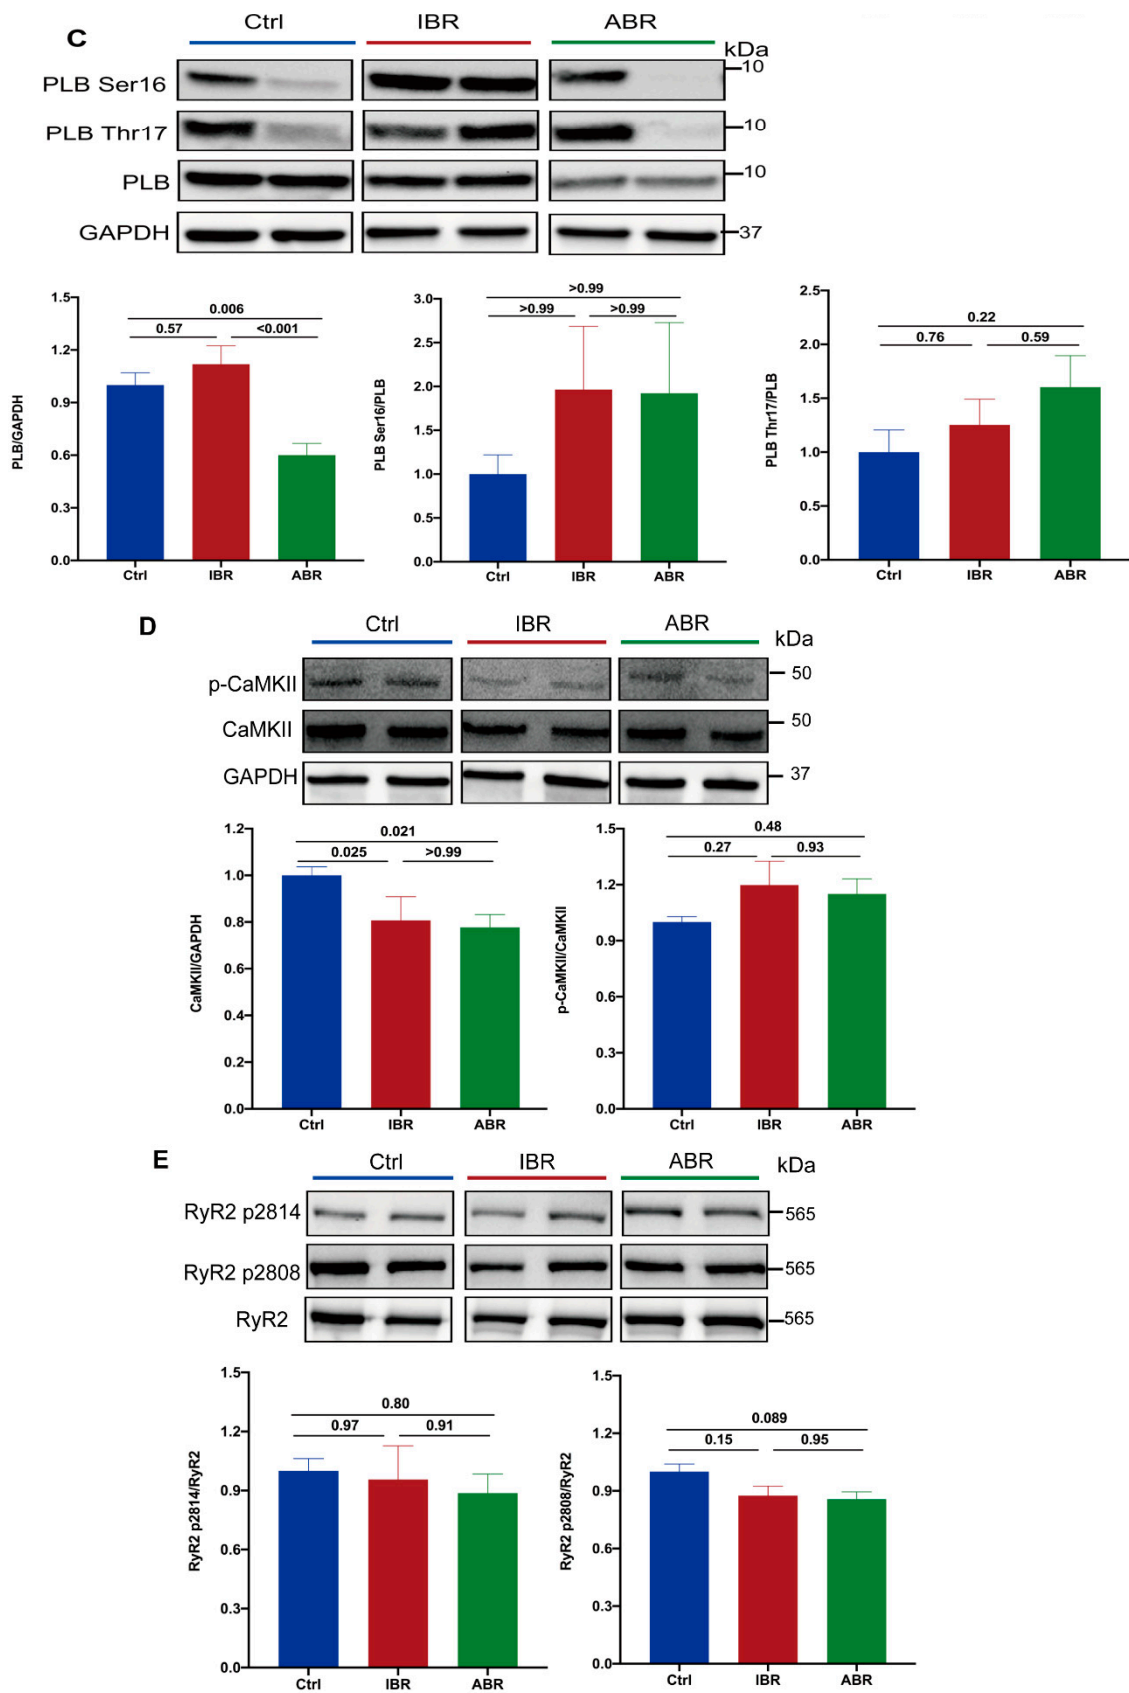 C
Ctrl IBR ABR
kDa
PLB Ser16 10
PLB Thr17 10
PLB 10
GAPDH 37
PLB/GAPDH
1.5
1.2
0.9
0.6
0.3
0.0
0.006
0.57 <0.001
Ctrl IBR ABR
PLB Ser16/PLB
3.0
2.5
2.0
1.5
1.0
0.5
0.0
>0.99
>0.99 >0.99
Ctrl IBR ABR
PLB Thr17/PLB
2.5
2.0
1.5
1.0
0.5
0.0
0.22
0.76 0.59
Ctrl IBR ABR
D
Ctrl IBR ABR
kDa
p-CaMKII 50
CaMKII 50
GAPDH 37
CaMKII/GAPDH
1.2
1.0
0.8
0.6
0.4
0.2
0.0
0.021
0.025 >0.99
Ctrl IBR ABR
p-CaMKII/CaMKII
1.5
1.2
0.9
0.6
0.3
0.0
0.48
0.27 0.93
Ctrl IBR ABR
E
Ctrl IBR ABR kDa
RyR2 p2814 565
RyR2 p2808 565
RyR2 565
RyR2 p2814/RyR2
1.5
1.2
0.9
0.6
0.3
0.0
0.80
0.97 0.91
Ctrl IBR ABR
RyR2 p2808/RyR2
1.5
1.2
0.9
0.6
0.3
0.0
0.089
0.15 0.95
Ctrl IBR ABR